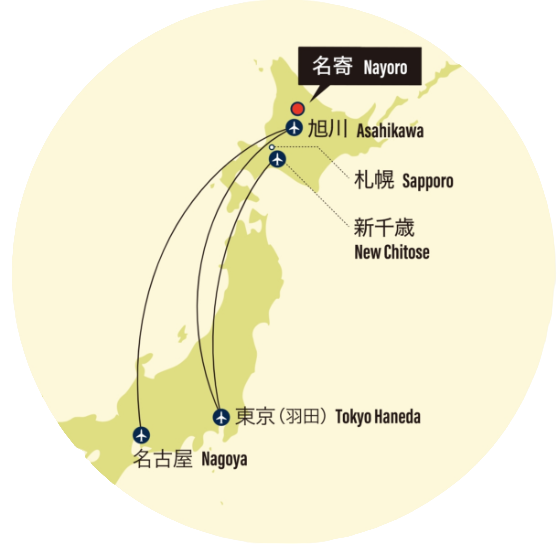 名寄 Nayoro
旭川 Asahikawa
札幌 Sapporo
新千歳
New Chitose
東京（羽田） Tokyo Haneda
名古屋 Nagoya